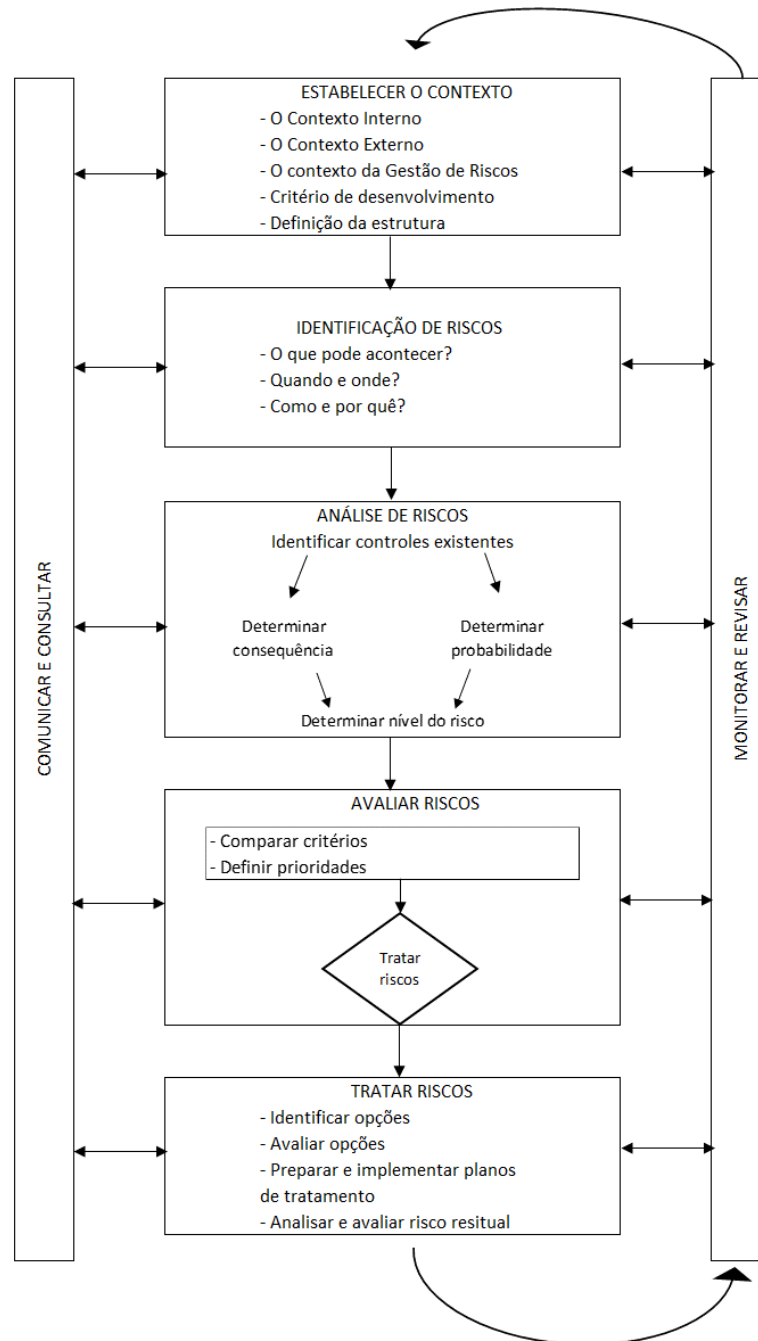 ESTABELECER O CONTEXTO
- O Contexto Interno
- O Contexto Externo
- O contexto da Gestão de Riscos
- Critério de desenvolvimento
- Definição da estrutura
IDENTIFICAÇÃO DE RISCOS
- O que pode acontecer?
- Quando e onde?
- Como e por quê?
ANÁLISE DE RISCOS
Identificar controles existentes
Determinar
consequência
Determinar
probabilidade
Determinar nível do risco
AVALIAR RISCOS
- Comparar critérios
- Definir prioridades
Tratar
riscos
TRATAR RISCOS
- Identificar opções
- Avaliar opções
- Preparar e implementar planos
de tratamento
- Analisar e avaliar risco resitual
COMUNICAR E CONSULTAR
MONITORAR E REVISAR